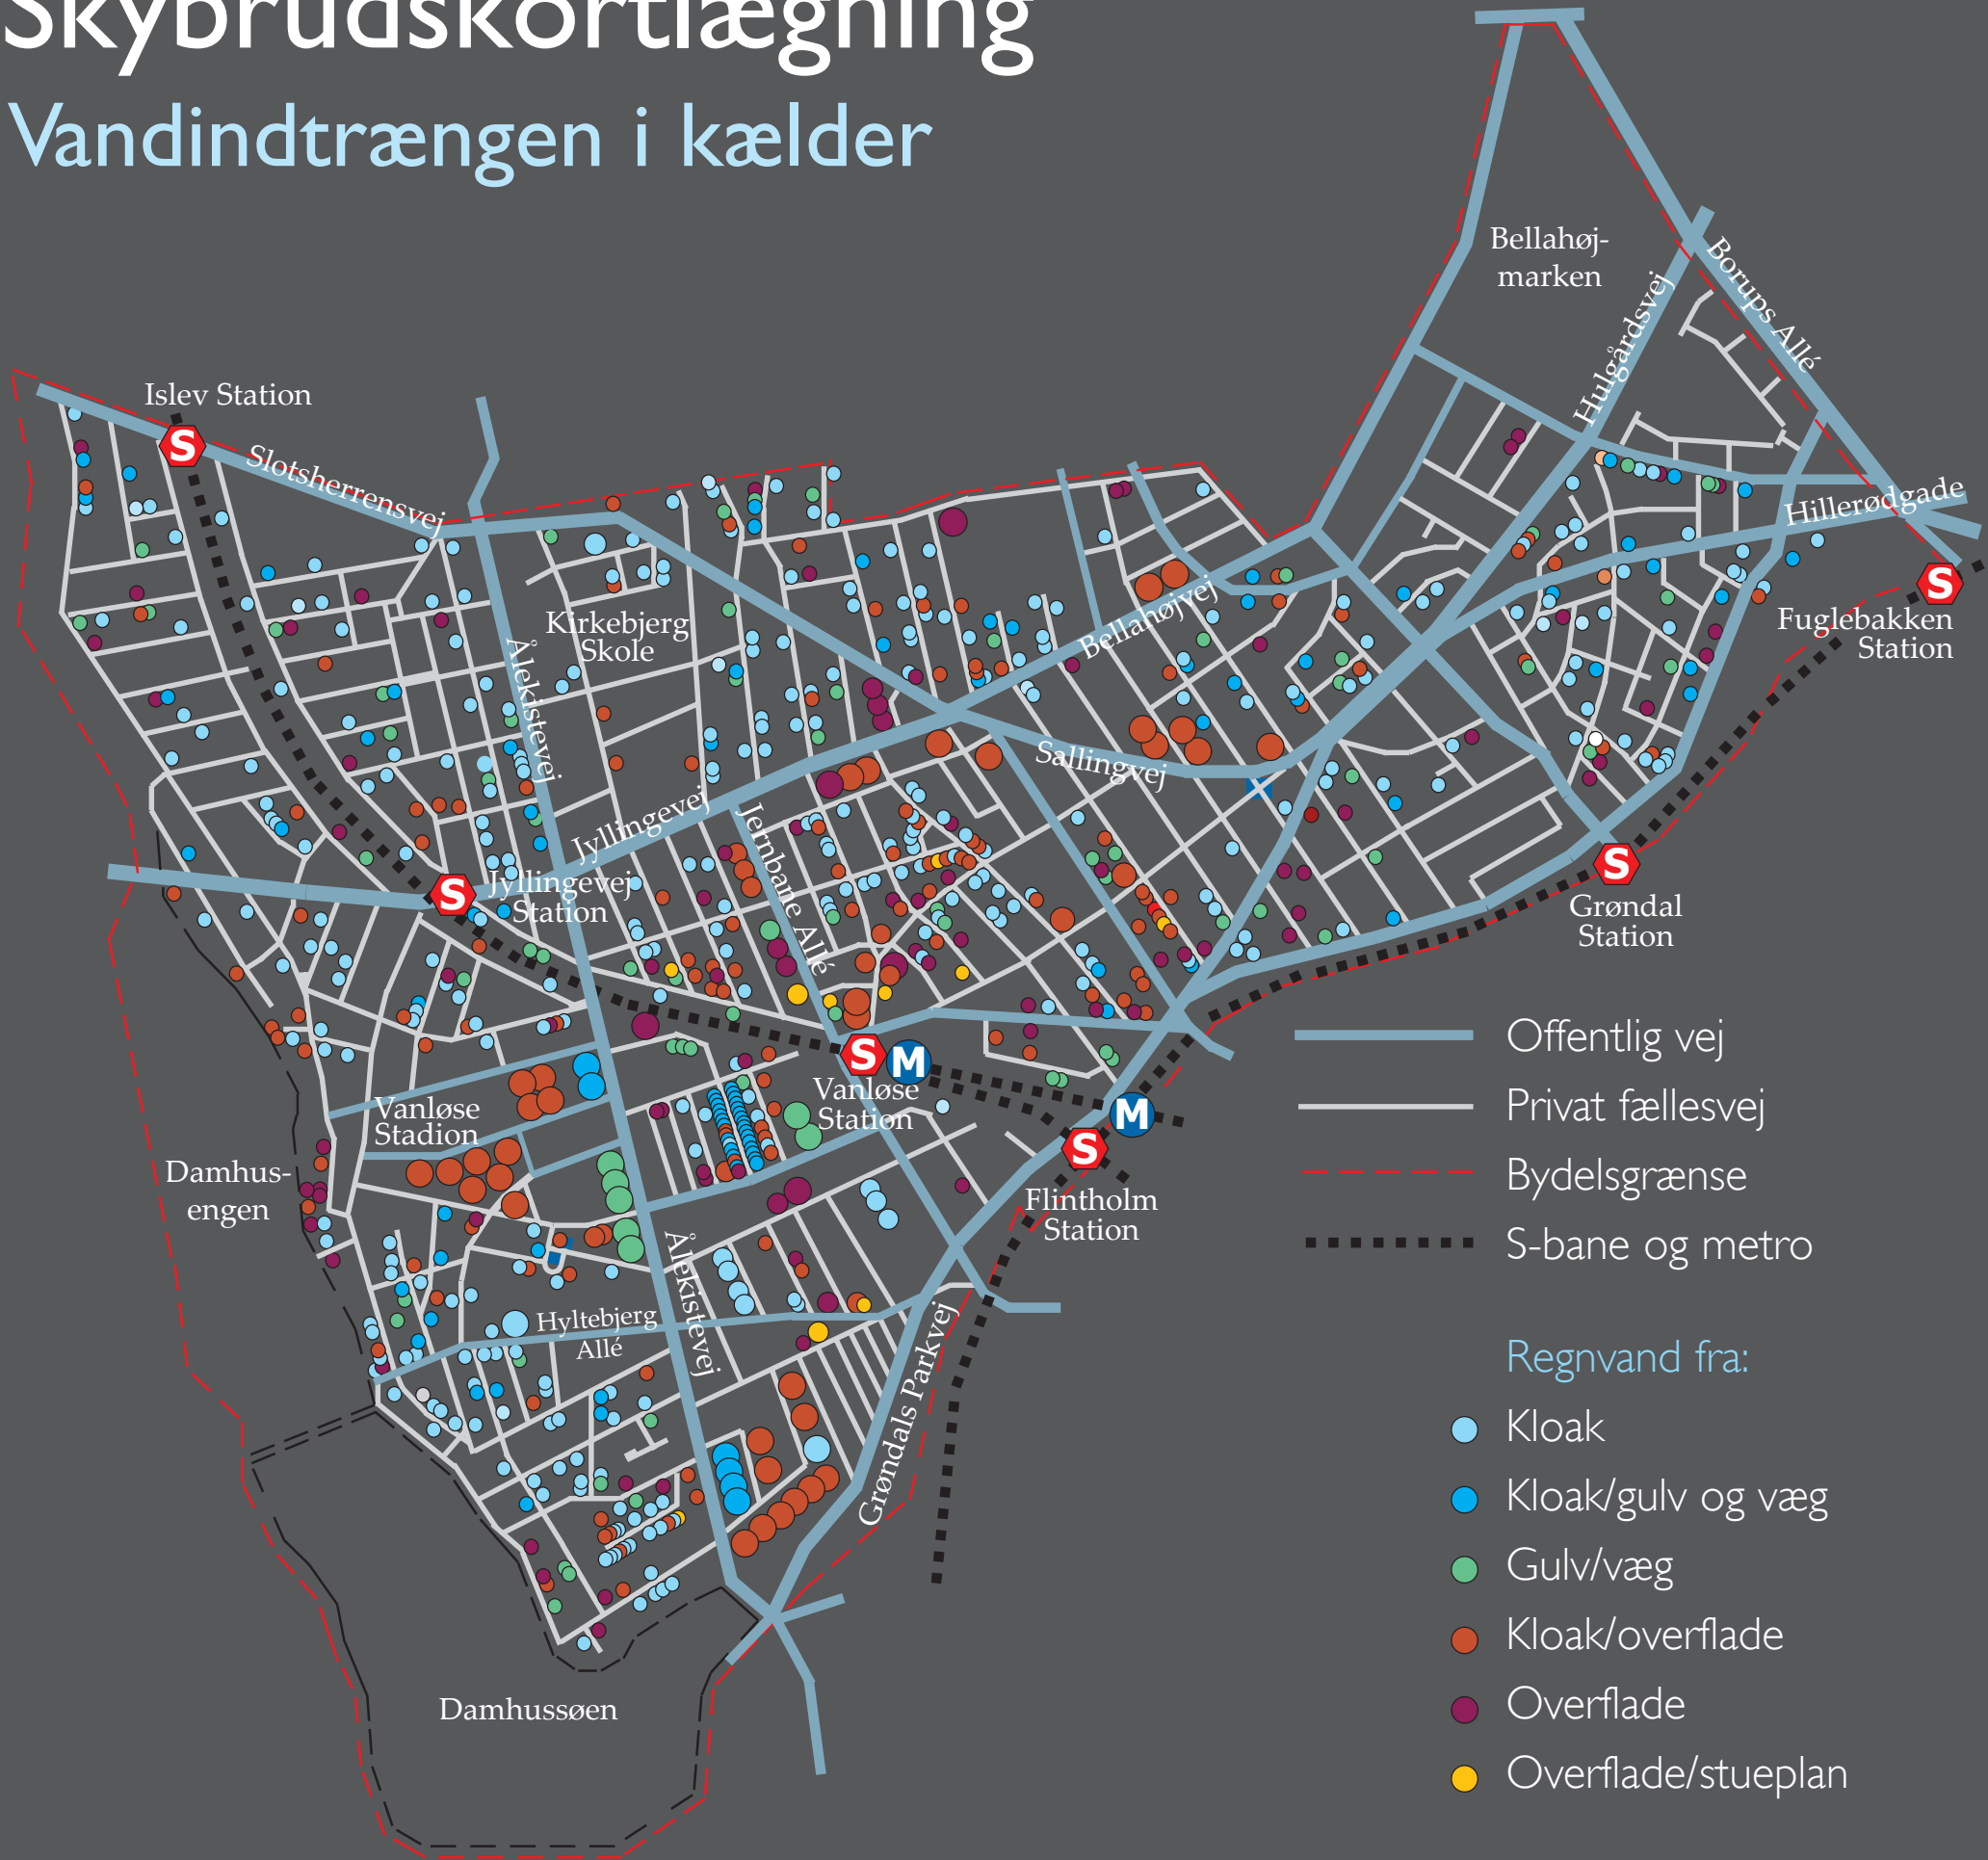 Skybrudskortlægning
Vandindtrængen i kælder
Bellahøj-
marken
Borups Allé
Hulgårdsvej
Islev Station
S
Slotsherrensvej
Hillerødgade
S
Fuglebakken
Station
Kirkebjerg
Skole
Ålekistevej
Bellahøjvej
Sallingvej
Jyllingevej
Jernbane Allé
S
Jyllingevej
Station
S
Grøndal
Station
S
M
Vanløse
Station
M
S
Flintholm
Station
Vanløse
Stadion
Damhus-
engen
Ålekistevej
Hyltebjerg
Allé
Grøndals Parkvej
Damhussøen
Offentlig vej
Privat fællesvej
Bydelsgrænse
S-bane og metro
Regnvand fra:
Kloak
Kloak/gulv og væg
Gulv/væg
Kloak/overflade
Overflade
Overflade/stueplan